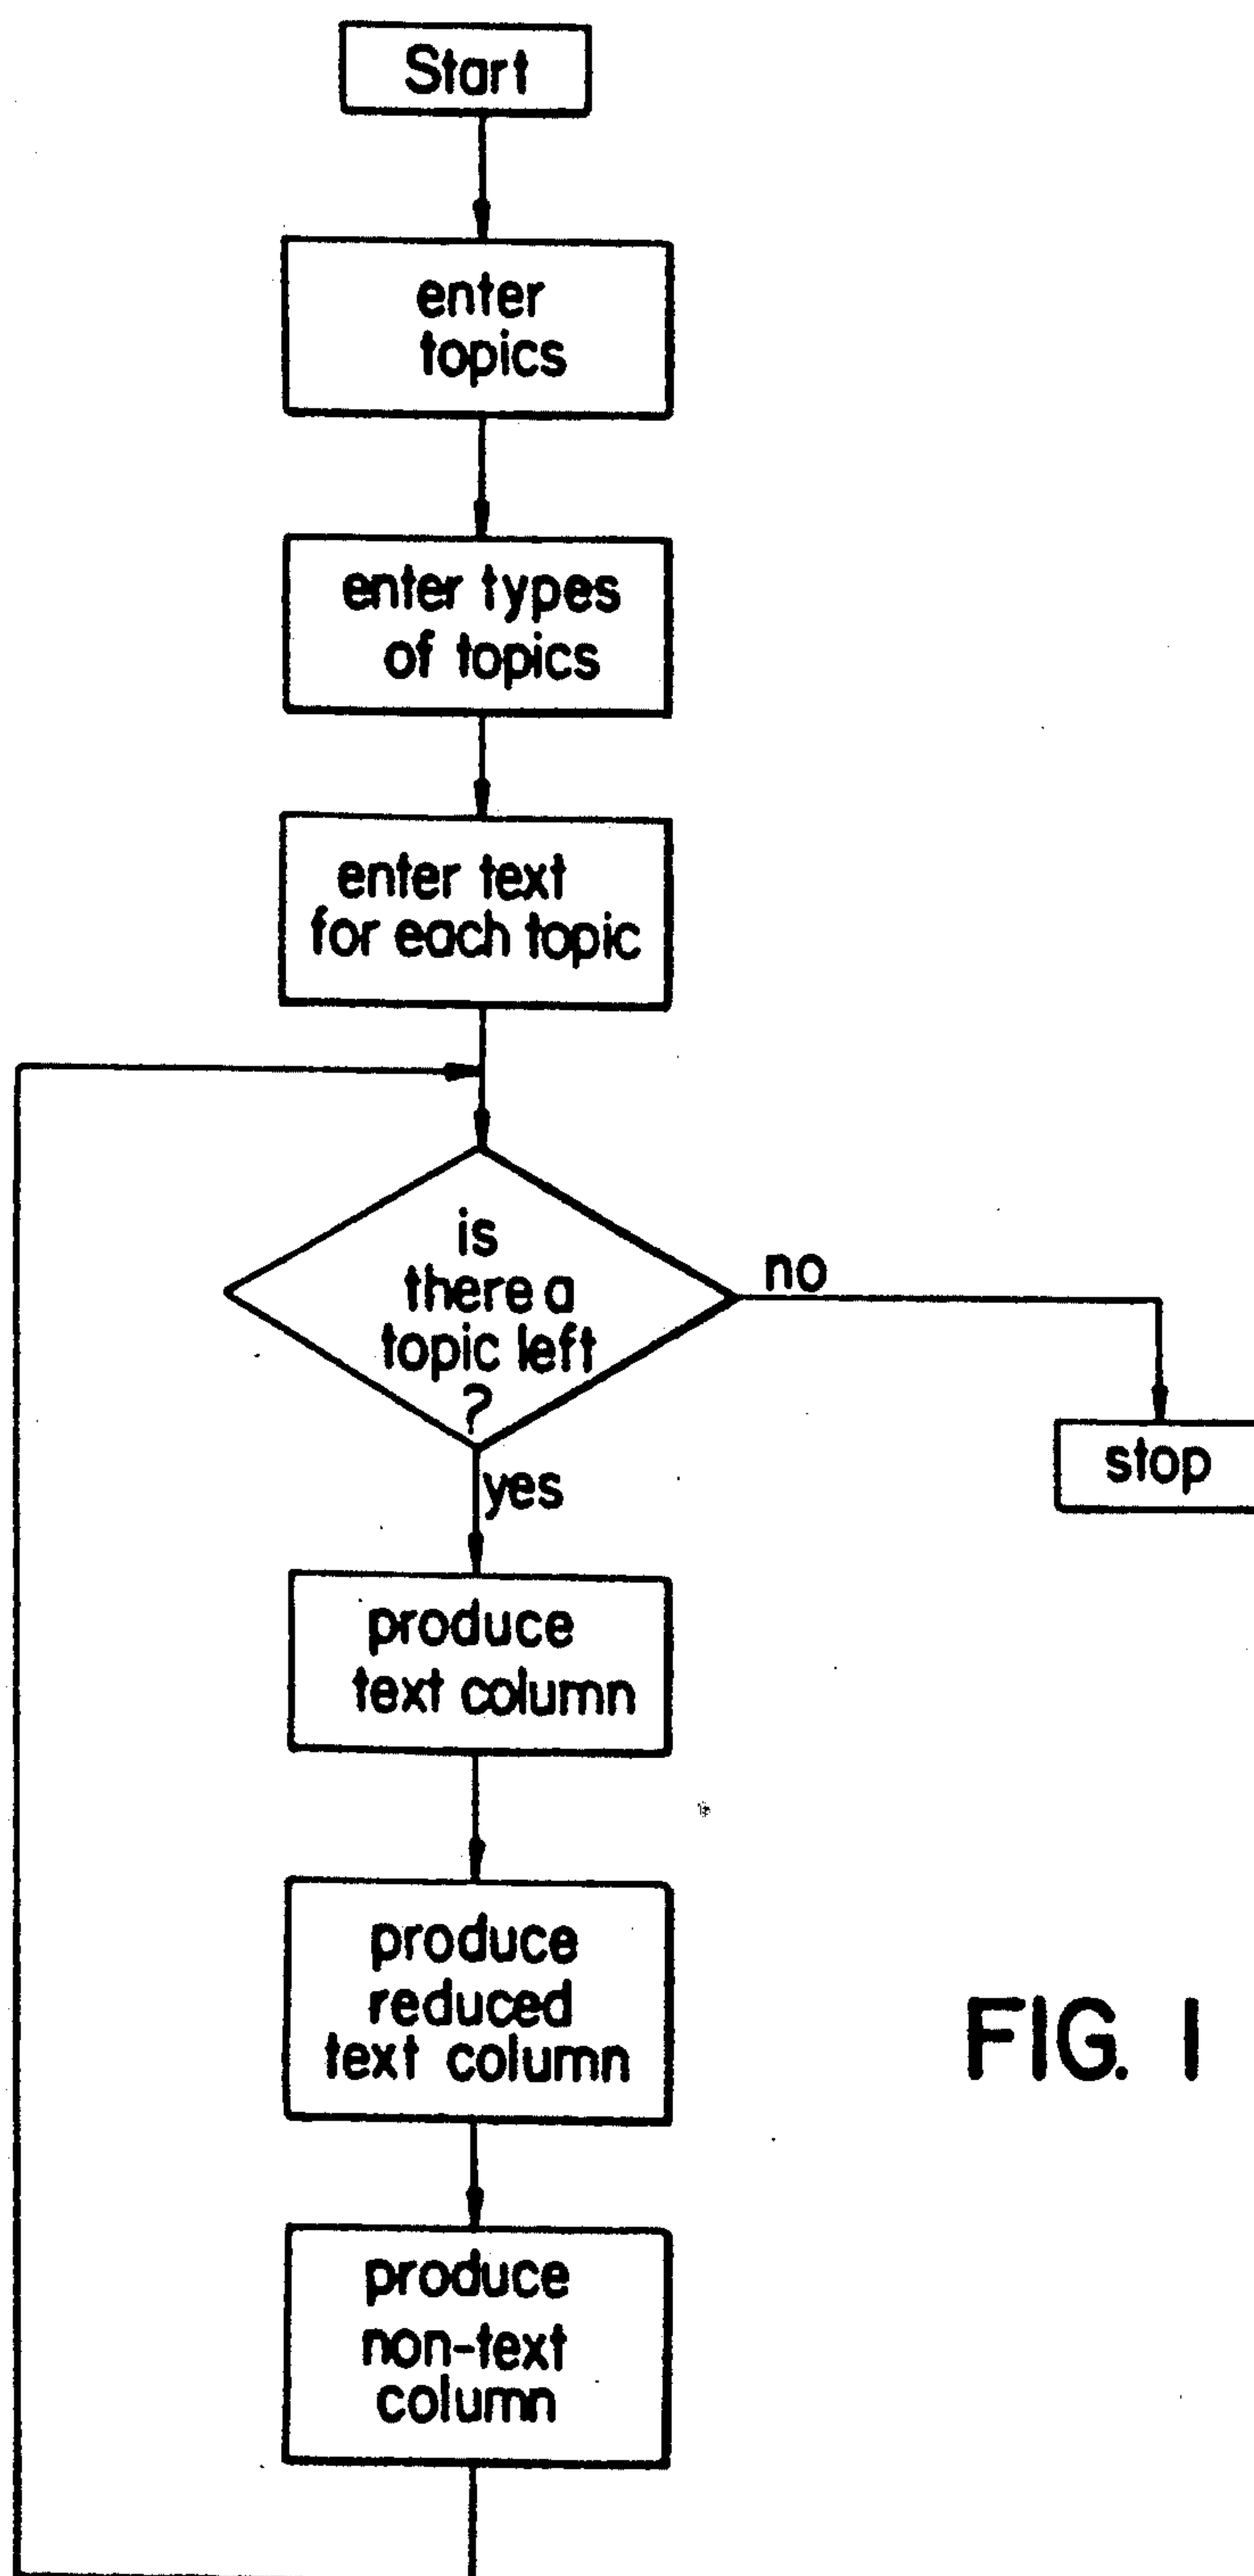 Start
enter
topics
enter types
of topics
enter text
for each topic
is
there a
topic left
?
no
stop
yes
produce
text column
produce
reduced
text column
produce
non-text
column
FIG. 1